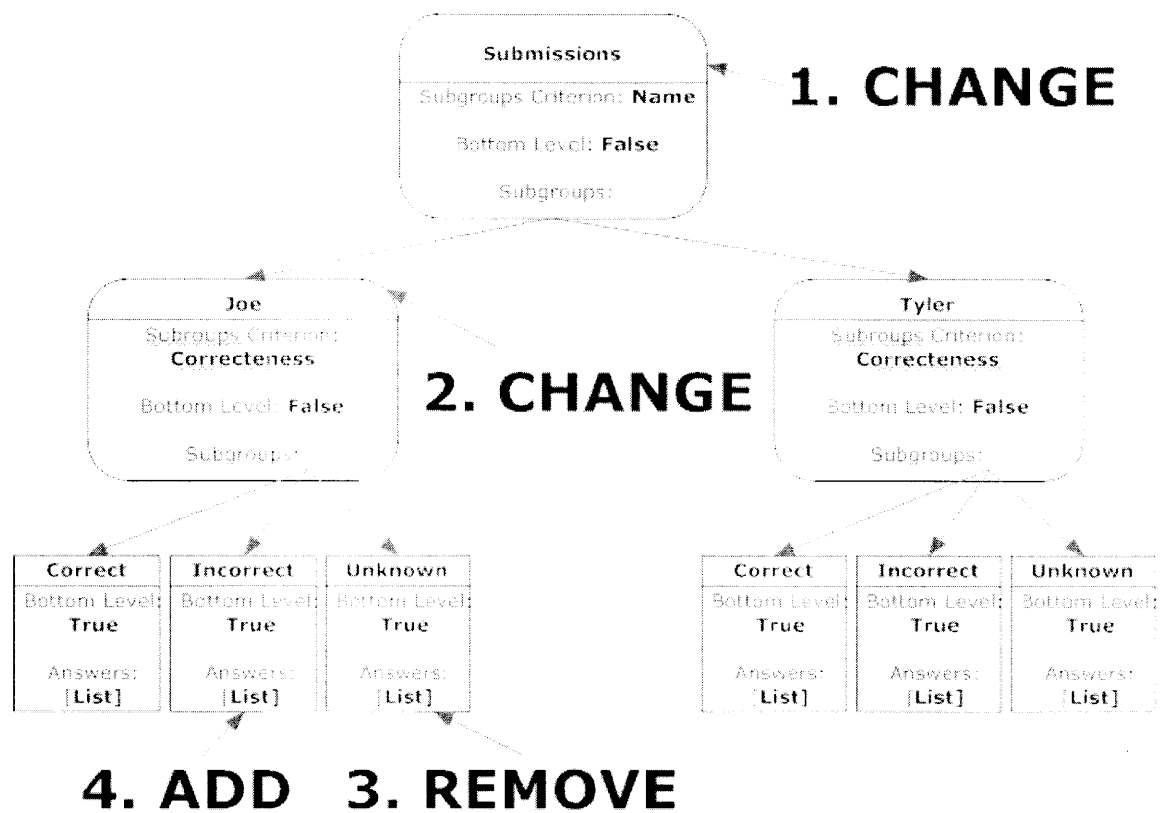 Submissions
Subgroups Criterion: Name
Bottom Level: False
Subgroups:
1. CHANGE
Joe
Subroups Criterion:
Correcteness
Bottom Level: False
Subgroups:
2. CHANGE
Tyler
Subroups Criterion:
Correcteness
Bottom Level: False
Subgroups:
Correct
Bottom Level:
True
Answers:
[List]
Incorrect
Bottom Level:
True
Answers:
[List]
Unknown
Bottom Level:
True
Answers:
[List]
Correct
Bottom Level:
True
Answers:
[List]
Incorrect
Bottom Level:
True
Answers:
[List]
Unknown
Bottom Level:
True
Answers:
[List]
4. ADD
3. REMOVE